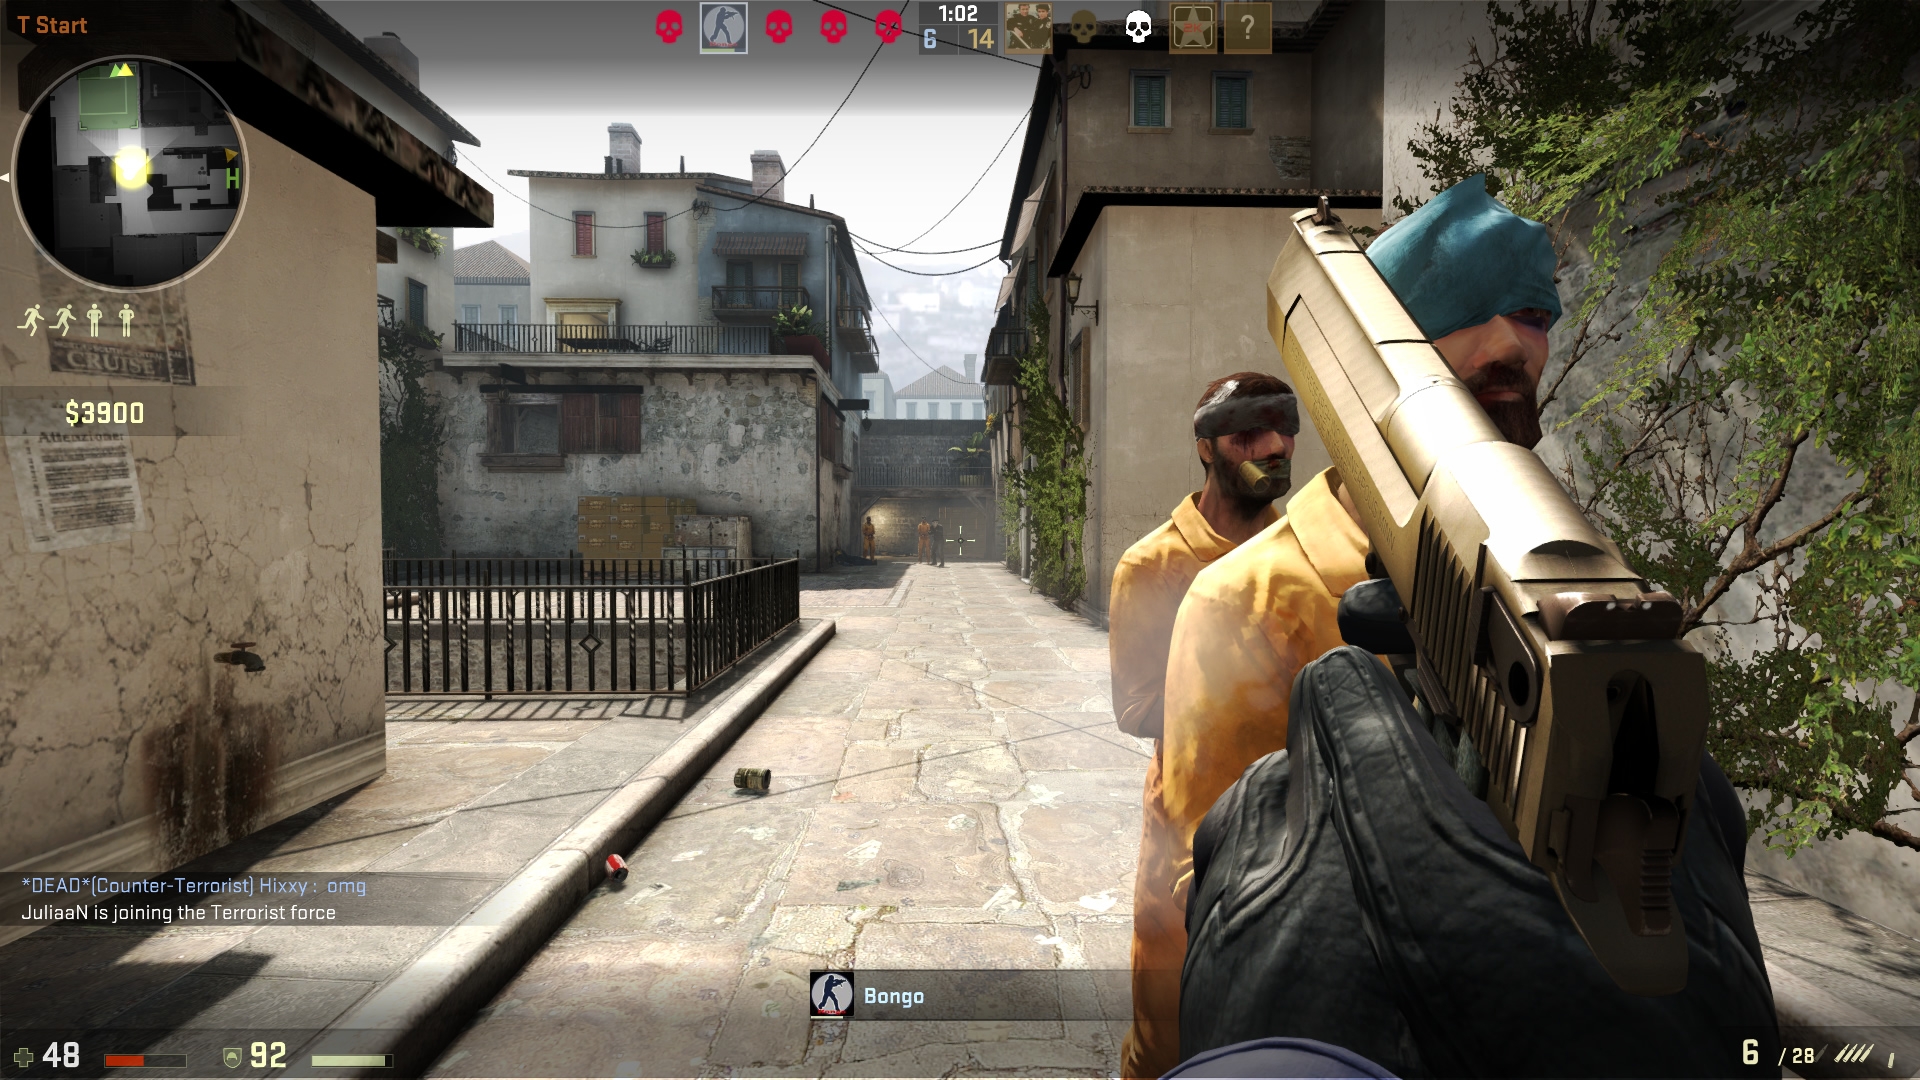 T Start
1:02
6 14
?
H
CRUISE
$3900
Attenzione!
*DEAD*(Counter-Terrorist) Hixxy : omg
JuliaaN is joining the Terrorist force
Bongo
48 92
6 / 28